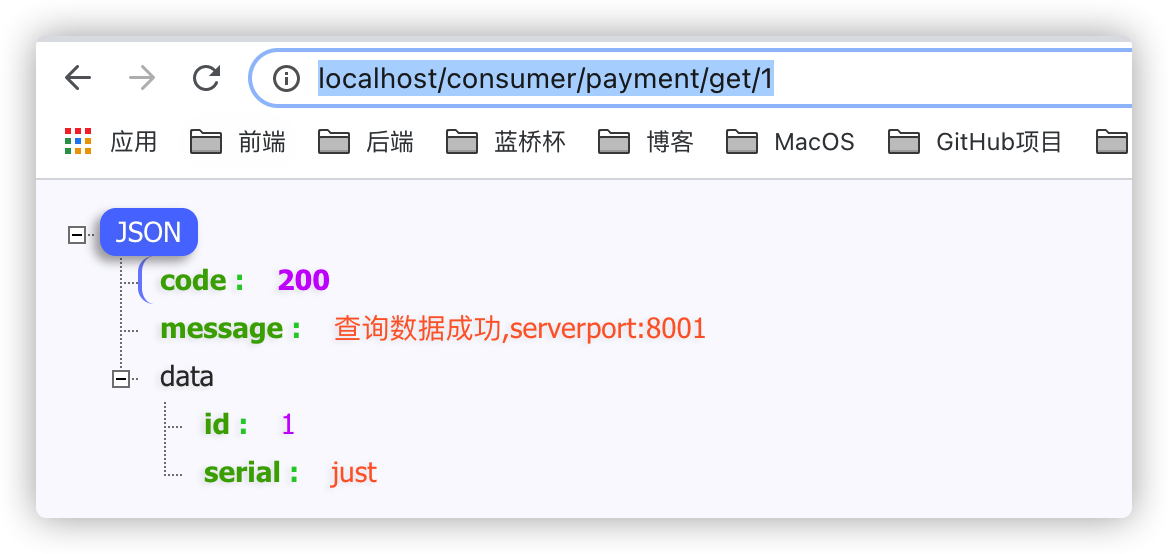 localhost/consumer/payment/get/1
应用 前端 后端 蓝桥杯 博客 MacOS GitHub项目
JSON
code : 200
message : 查询数据成功,serverport:8001
data
id : 1
serial : just